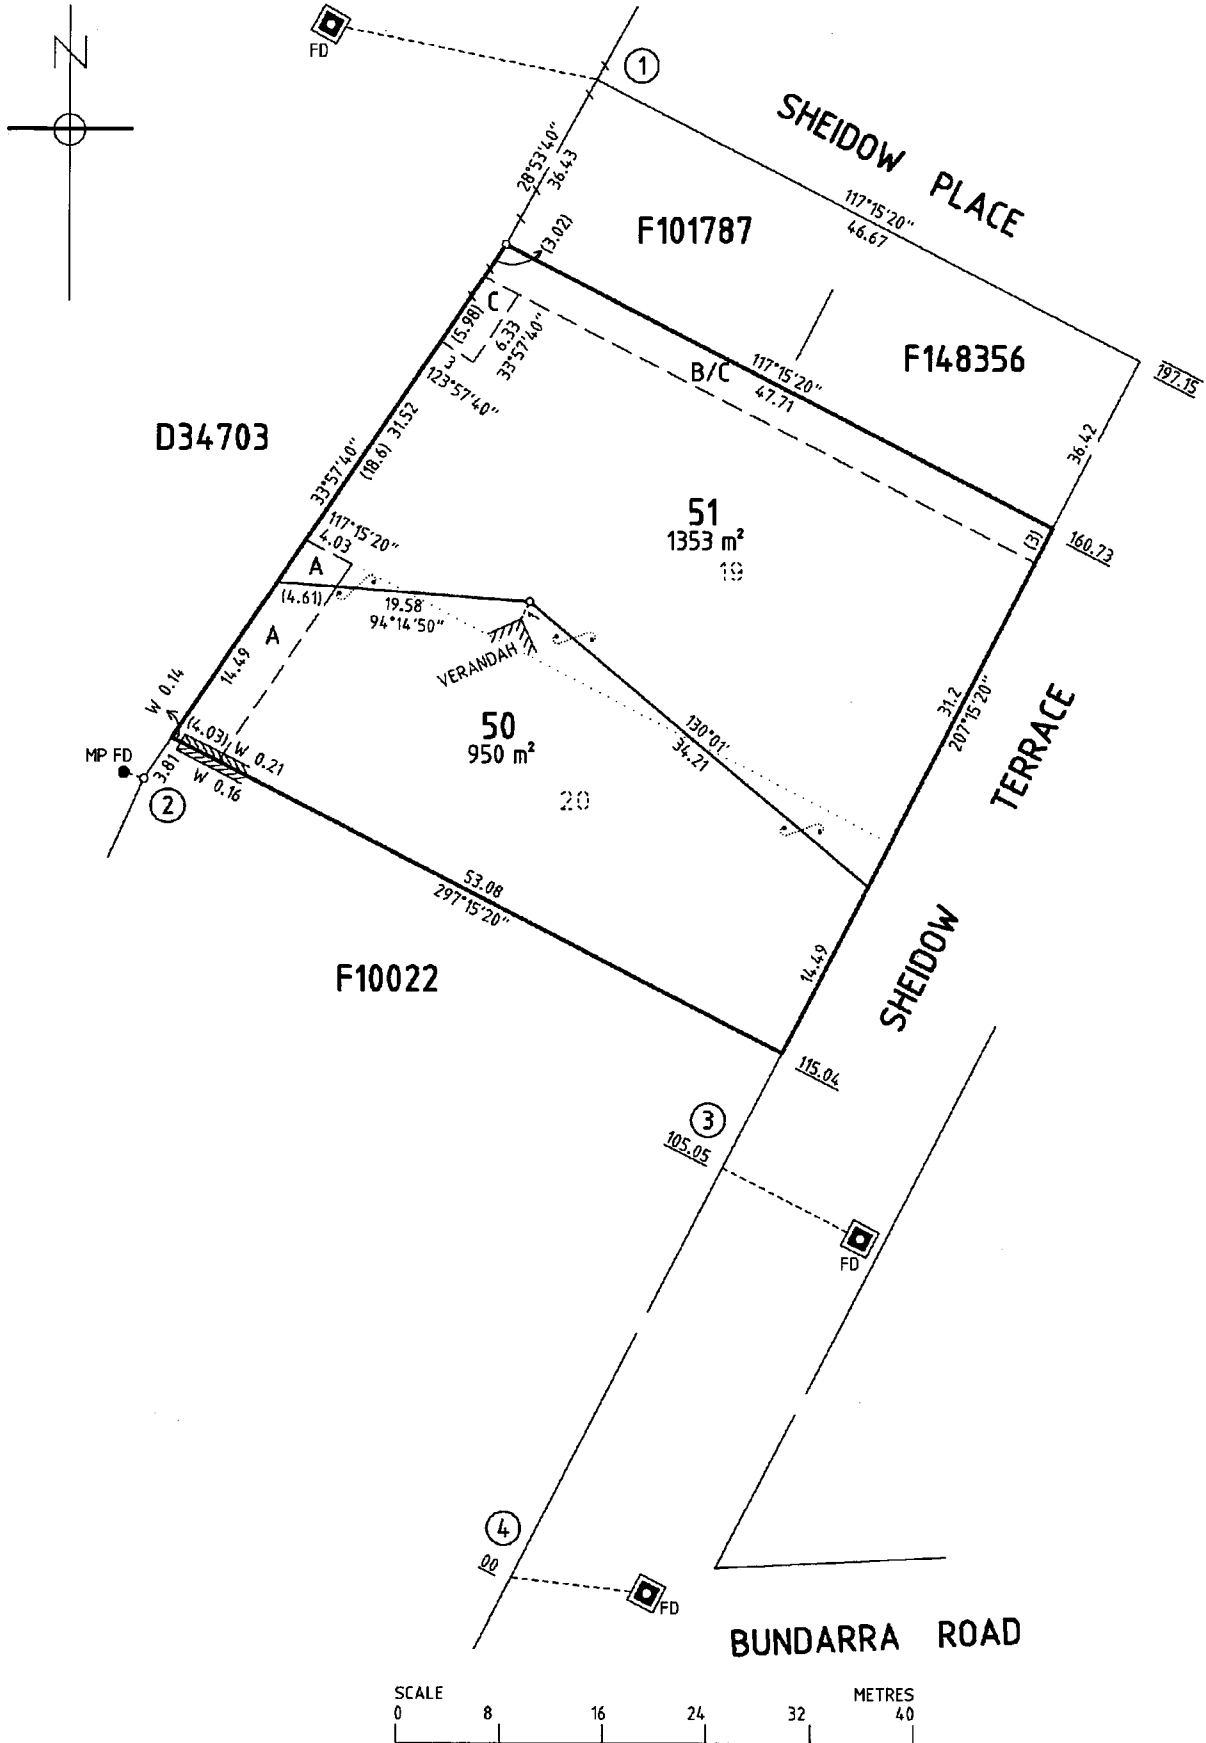 N
FD
1
SHEIDOW PLACE
28°53'40"
36.43
117°15'20"
46.67
F101787
(3.02)
F148356
197.15
C
(5.98)
6.33
33°57'40"
3
123°57'40"
B/C
117°15'20"
47.71
36.42
D34703
33°57'40"
(18.6) 31.52
51
1353 m²
19
(3)
160.73
117°15'20"
4.03
A
(4.61)
19.58
94°14'50"
1
VERANDAH
A
14.49
W 0.14
(4.03)
W 0.21
W 0.16
MP FD
3.81
2
50
950 m²
20
130°01'
34.21
31.2
207°15'20"
SHEIDOW TERRACE
53.08
297°15'20"
14.49
F10022
115.04
3
105.05
FD
4
00
FD
BUNDARRA ROAD
SCALE METRES
0 8 16 24 32 40